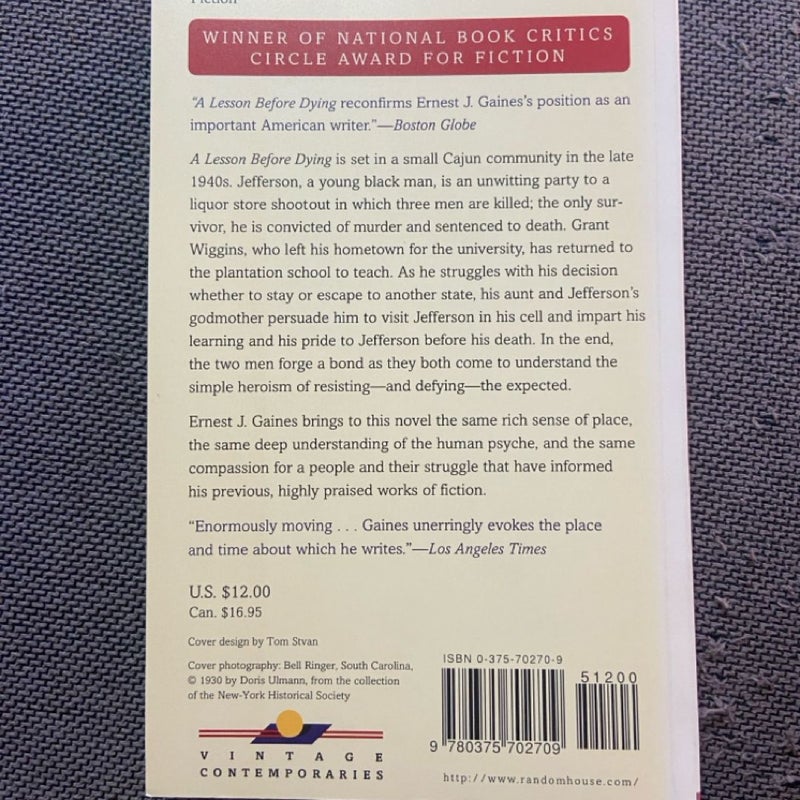 Fiction
WINNER OF NATIONAL BOOK CRITICS
CIRCLE AWARD FOR FICTION
“A Lesson Before Dying reconfirms Ernest J. Gaines’s position as an
important American writer.”—Boston Globe
A Lesson Before Dying is set in a small Cajun community in the late
1940s. Jefferson, a young black man, is an unwitting party to a
liquor store shootout in which three men are killed; the only sur-
vivor, he is convicted of murder and sentenced to death. Grant
Wiggins, who left his hometown for the university, has returned to
the plantation school to teach. As he struggles with his decision
whether to stay or escape to another state, his aunt and Jefferson’s
godmother persuade him to visit Jefferson in his cell and impart his
learning and his pride to Jefferson before his death. In the end,
the two men forge a bond as they both come to understand the
simple heroism of resisting—and defying—the expected.
Ernest J. Gaines brings to this novel the same rich sense of place,
the same deep understanding of the human psyche, and the same
compassion for a people and their struggle that have informed
his previous, highly praised works of fiction.
“Enormously moving . . . Gaines unerringly evokes the place
and time about which he writes.”—Los Angeles Times
U.S. $12.00
Can. $16.95
Cover design by Tom Stvan
Cover photography: Bell Ringer, South Carolina,
© 1930 by Doris Ulmann, from the collection
of the New-York Historical Society
VINTAGE
CONTEMPORARIES
ISBN 0-375-70270-9
51200
9 780375 702709
http://www.randomhouse.com/